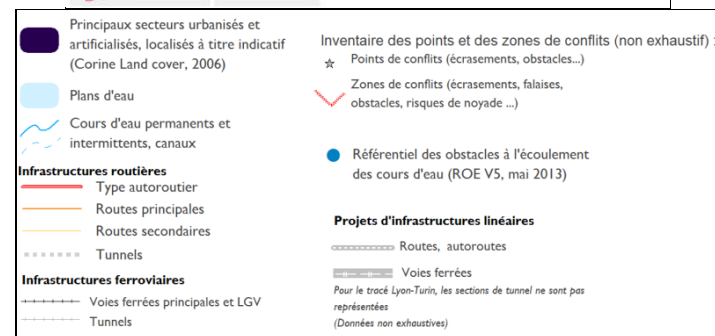 Principaux secteurs urbanisés et
artificialisés, localisés à titre indicatif
(Corine Land cover, 2006)
Plans d'eau
Cours d'eau permanents et
intermittents, canaux
Infrastructures routières
Type autoroutier
Routes principales
Routes secondaires
Tunnels
Infrastructures ferroviaires
Voies ferrées principales et LGV
Tunnels
Inventaire des points et des zones de conflits (non exhaustif) :
Points de conflits (écrasements, obstacles...)
Zones de conflits (écrasements, falaises,
obstacles, risques de noyade ...)
Référentiel des obstacles à l'écoulement
des cours d'eau (ROE V5, mai 2013)
Projets d'infrastructures linéaires
Routes, autoroutes
Voies ferrées
Pour le tracé Lyon-Turin, les sections de tunnel ne sont pas
représentées
(Données non exhaustives)